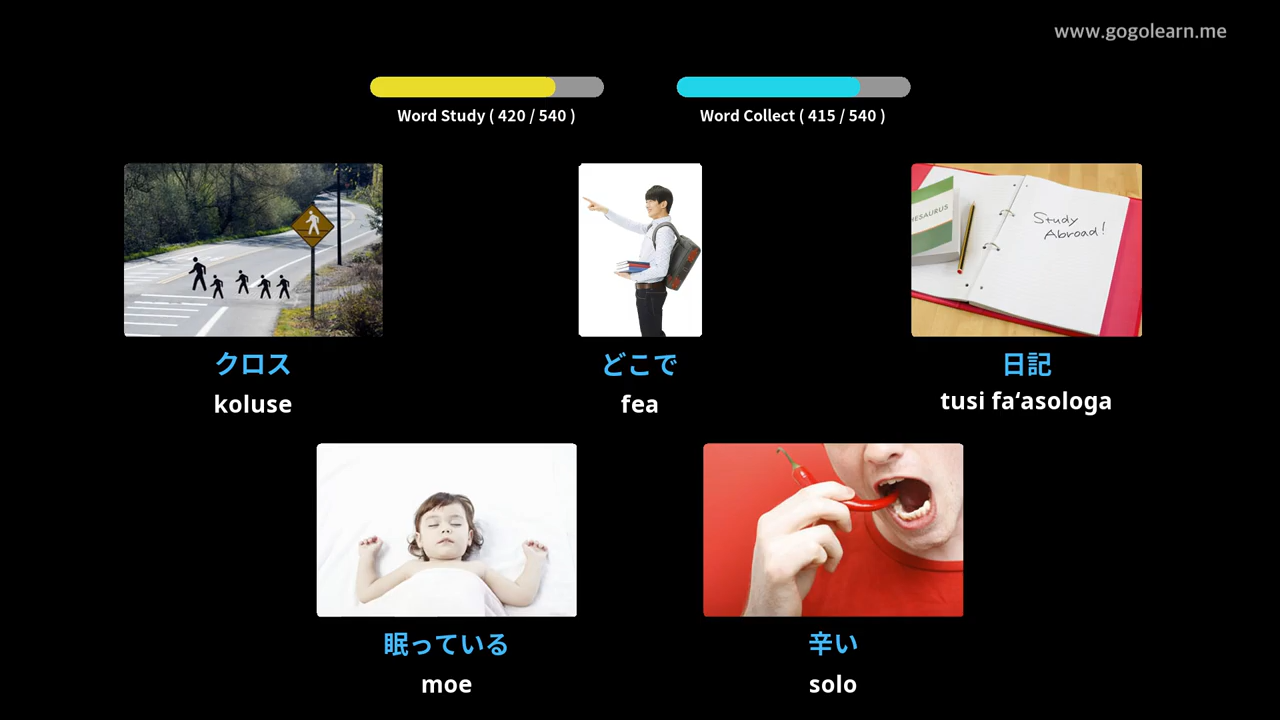 www.gogolearn.me
Word Study ( 420 / 540 )
Word Collect ( 415 / 540 )
THESAURUS
Study
Abroad!
クロス
koluse
どこで
fea
日記
tusi fa‘asologa
眠っている
moe
辛い
solo